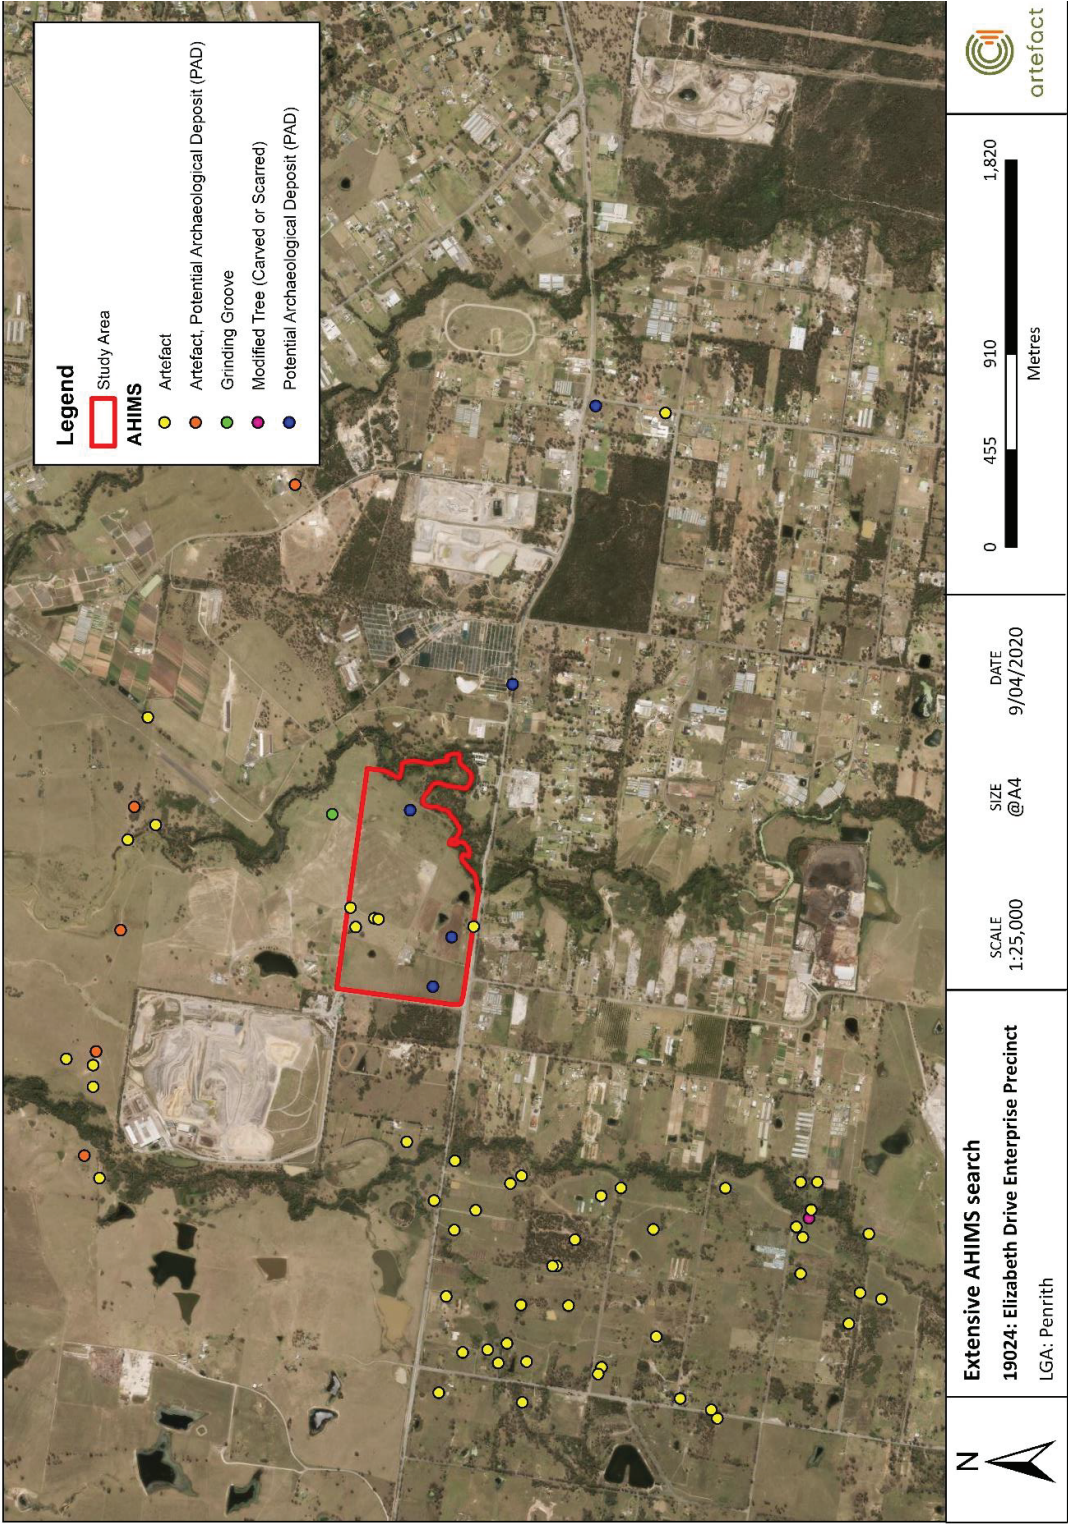 Legend
Study Area
AHIMS
Artefact
Artefact, Potential Archaeological Deposit (PAD)
Grinding Groove
Modified Tree (Carved or Scarred)
Potential Archaeological Deposit (PAD)
N
Extensive AHIMS search
19024: Elizabeth Drive Enterprise Precinct
LGA: Penrith
SCALE
1:25,000
SIZE
@A4
DATE
9/04/2020
0 455 910 1,820
Metres
artefact